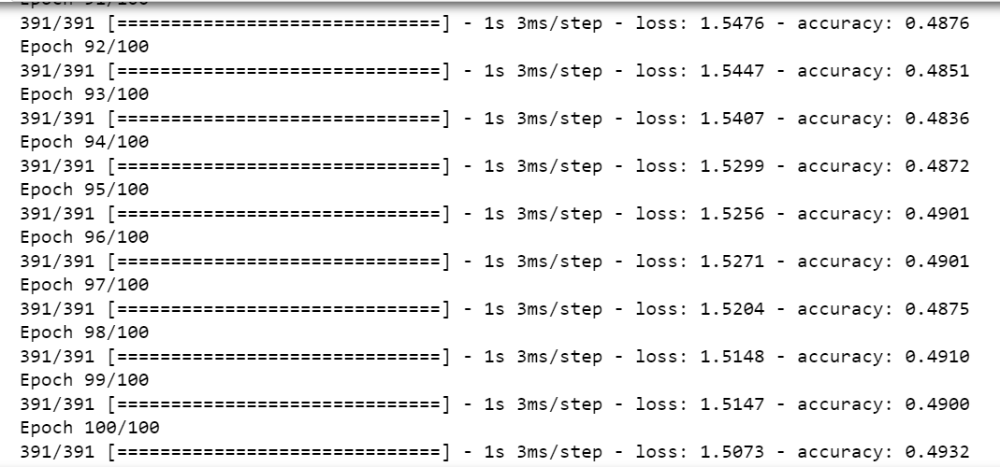 Epoch 91/100
391/391 [==============================] - 1s 3ms/step - loss: 1.5476 - accuracy: 0.4876
Epoch 92/100
391/391 [==============================] - 1s 3ms/step - loss: 1.5447 - accuracy: 0.4851
Epoch 93/100
391/391 [==============================] - 1s 3ms/step - loss: 1.5407 - accuracy: 0.4836
Epoch 94/100
391/391 [==============================] - 1s 3ms/step - loss: 1.5299 - accuracy: 0.4872
Epoch 95/100
391/391 [==============================] - 1s 3ms/step - loss: 1.5256 - accuracy: 0.4901
Epoch 96/100
391/391 [==============================] - 1s 3ms/step - loss: 1.5271 - accuracy: 0.4901
Epoch 97/100
391/391 [==============================] - 1s 3ms/step - loss: 1.5204 - accuracy: 0.4875
Epoch 98/100
391/391 [==============================] - 1s 3ms/step - loss: 1.5148 - accuracy: 0.4910
Epoch 99/100
391/391 [==============================] - 1s 3ms/step - loss: 1.5147 - accuracy: 0.4900
Epoch 100/100
391/391 [==============================] - 1s 3ms/step - loss: 1.5073 - accuracy: 0.4932